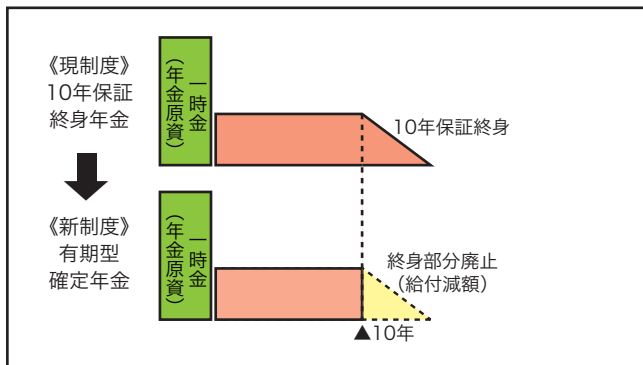 《現制度》
10年保証
終身年金
一時金
(年金原資)
10年保証終身
《新制度》
有期型
確定年金
一時金
(年金原資)
終身部分廃止
(給付減額)
▲10年